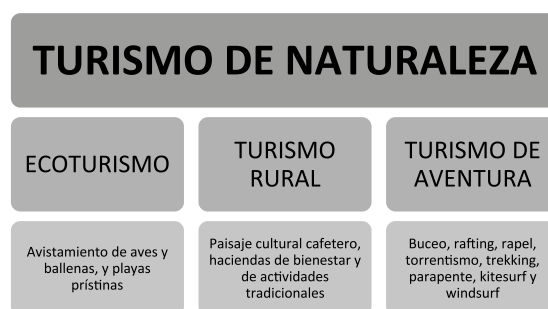 TURISMO DE NATURALEZA
ECOTURISMO
TURISMO
RURAL
TURISMO DE
AVENTURA
Avistamiento de aves y
ballenas, y playas
prístinas
Paisaje cultural cafetero,
haciendas de bienestar y
de actividades
tradicionales
Buceo, rafting, rapel,
torrentismo, trekking,
parapente, kitesurf y
windsurf